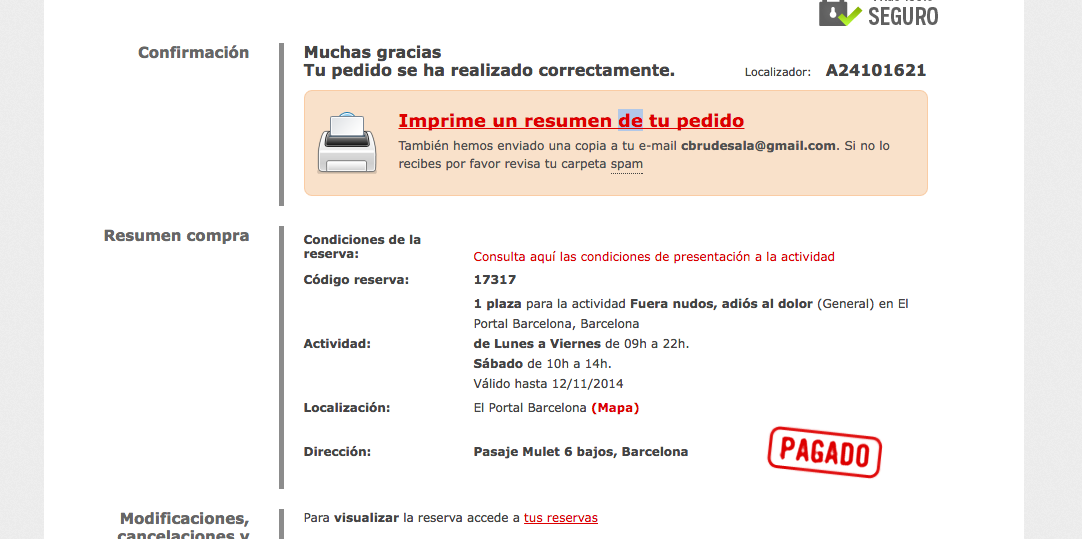 SEGURO
Confirmación
Muchas gracias
Tu pedido se ha realizado correctamente.
Localizador: A24101621
Imprime un resumen de tu pedido
También hemos enviado una copia a tu e-mail cbrudesala@gmail.com. Si no lo
recibes por favor revisa tu carpeta spam
Resumen compra
Condiciones de la
reserva:
Consulta aquí las condiciones de presentación a la actividad
Código reserva:
17317
1 plaza para la actividad Fuera nudos, adiós al dolor (General) en El
Portal Barcelona, Barcelona
Actividad:
de Lunes a Viernes de 09h a 22h.
Sábado de 10h a 14h.
Válido hasta 12/11/2014
Localización:
El Portal Barcelona (Mapa)
Dirección:
Pasaje Mulet 6 bajos, Barcelona
PAGADO
Modificaciones,
cancelaciones y
Para visualizar la reserva accede a tus reservas